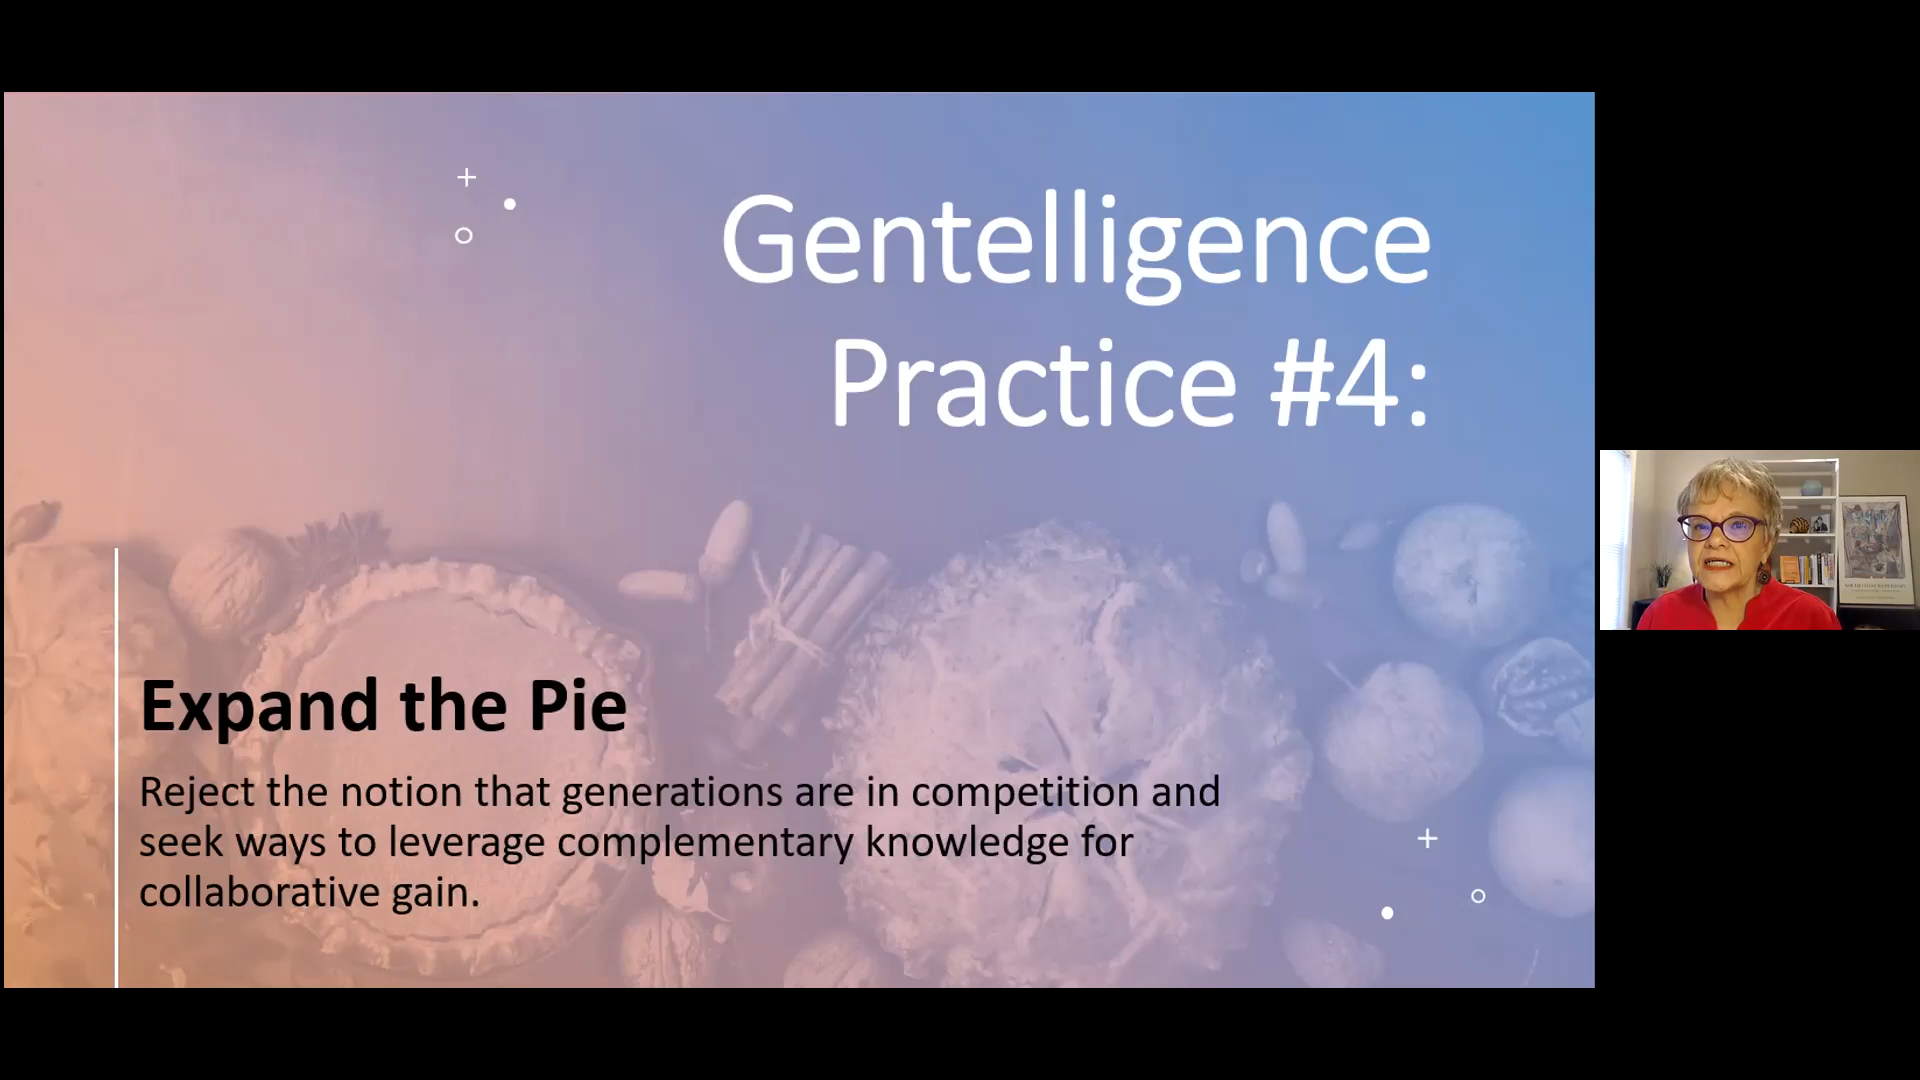 Gentelligence
Practice #4:
Expand the Pie
Reject the notion that generations are in competition and
seek ways to leverage complementary knowledge for
collaborative gain.